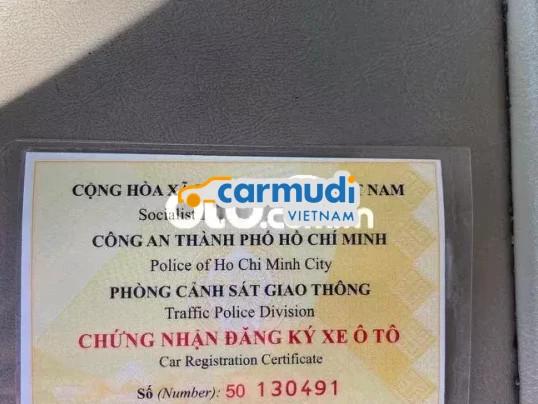 CỘNG HÒA XÃ
T NAM
carmudi
VIETNAM
Socialist
CÔNG AN THÀNH PHỐ HỒ CHÍ MINH
Police of Ho Chi Minh City
PHÒNG CẢNH SÁT GIAO THÔNG
Traffic Police Division
CHỨNG NHẬN ĐĂNG KÝ XE Ô TÔ
Car Registration Certificate
Số (Number): 50 130491